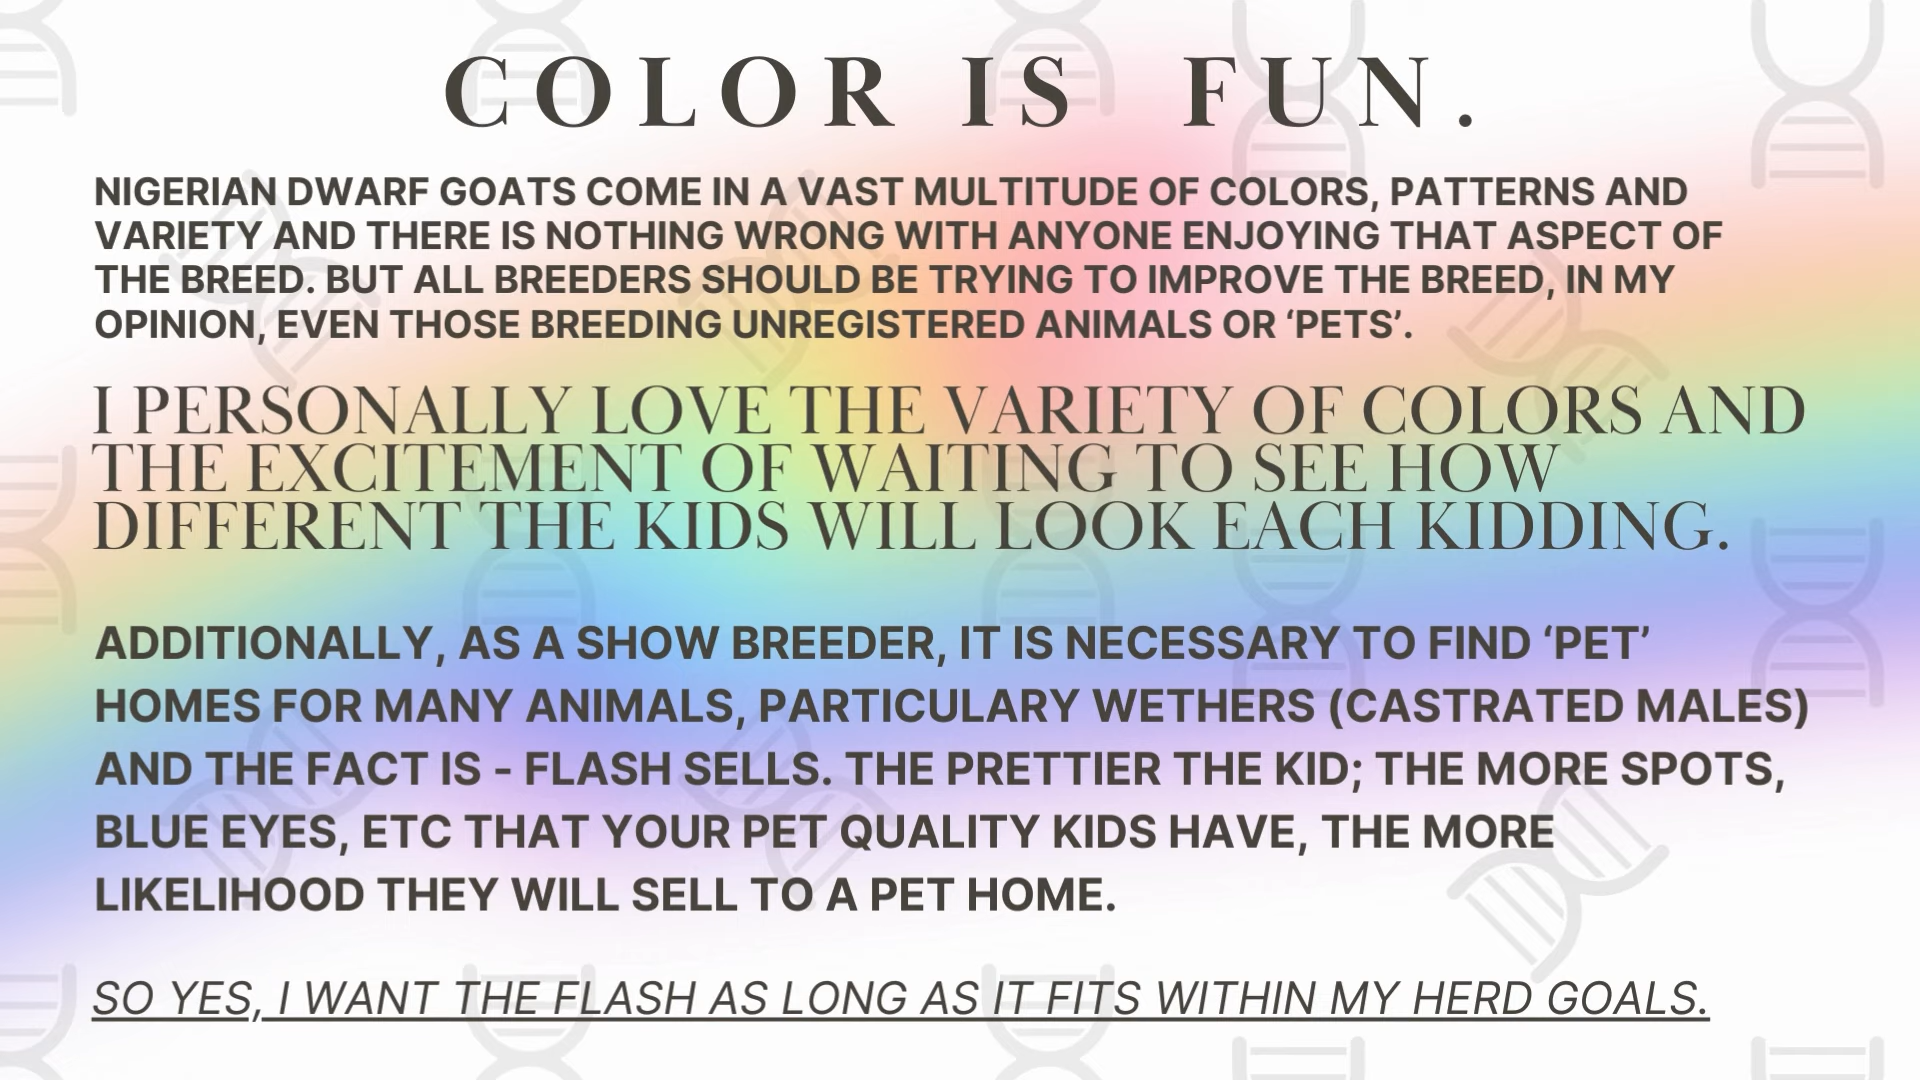 COLOR IS FUN.
NIGERIAN DWARF GOATS COME IN A VAST MULTITUDE OF COLORS, PATTERNS AND
VARIETY AND THERE IS NOTHING WRONG WITH ANYONE ENJOYING THAT ASPECT OF
THE BREED. BUT ALL BREEDERS SHOULD BE TRYING TO IMPROVE THE BREED, IN MY
OPINION, EVEN THOSE BREEDING UNREGISTERED ANIMALS OR ‘PETS’.
I PERSONALLY LOVE THE VARIETY OF COLORS AND
THE EXCITEMENT OF WAITING TO SEE HOW
DIFFERENT THE KIDS WILL LOOK EACH KIDDING.
ADDITIONALLY, AS A SHOW BREEDER, IT IS NECESSARY TO FIND ‘PET’
HOMES FOR MANY ANIMALS, PARTICULARY WETHERS (CASTRATED MALES)
AND THE FACT IS - FLASH SELLS. THE PRETTIER THE KID; THE MORE SPOTS,
BLUE EYES, ETC THAT YOUR PET QUALITY KIDS HAVE, THE MORE
LIKELIHOOD THEY WILL SELL TO A PET HOME.
SO YES, I WANT THE FLASH AS LONG AS IT FITS WITHIN MY HERD GOALS.